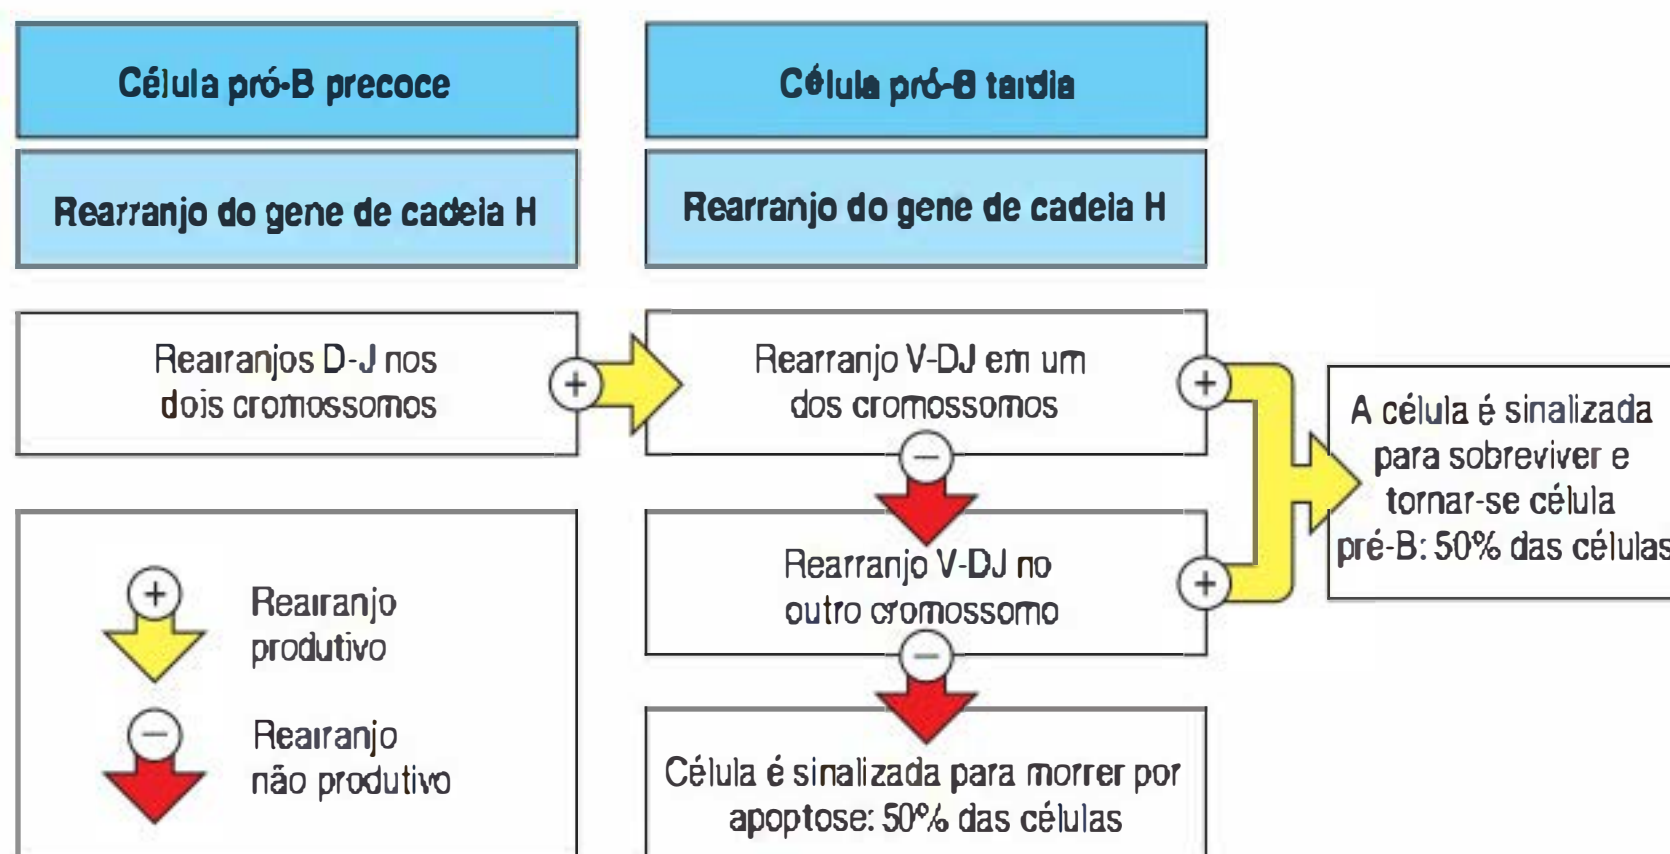 Célula pró-B precoce
Célula pró-B tardia
Rearranjo do gene de cadeia H
Rearranjo do gene de cadeia H
Rearranjos D-J nos
dois cromossomos
+
Rearranjo V-DJ em um
dos cromossomos
+
−
A célula é sinalizada
para sobreviver e
tornar-se célula
pré-B: 50% das células
Rearranjo V-DJ no
outro cromossomo
+
−
Célula é sinalizada para morrer por
apoptose: 50% das células
+
Rearranjo
produtivo
−
Rearranjo
não produtivo